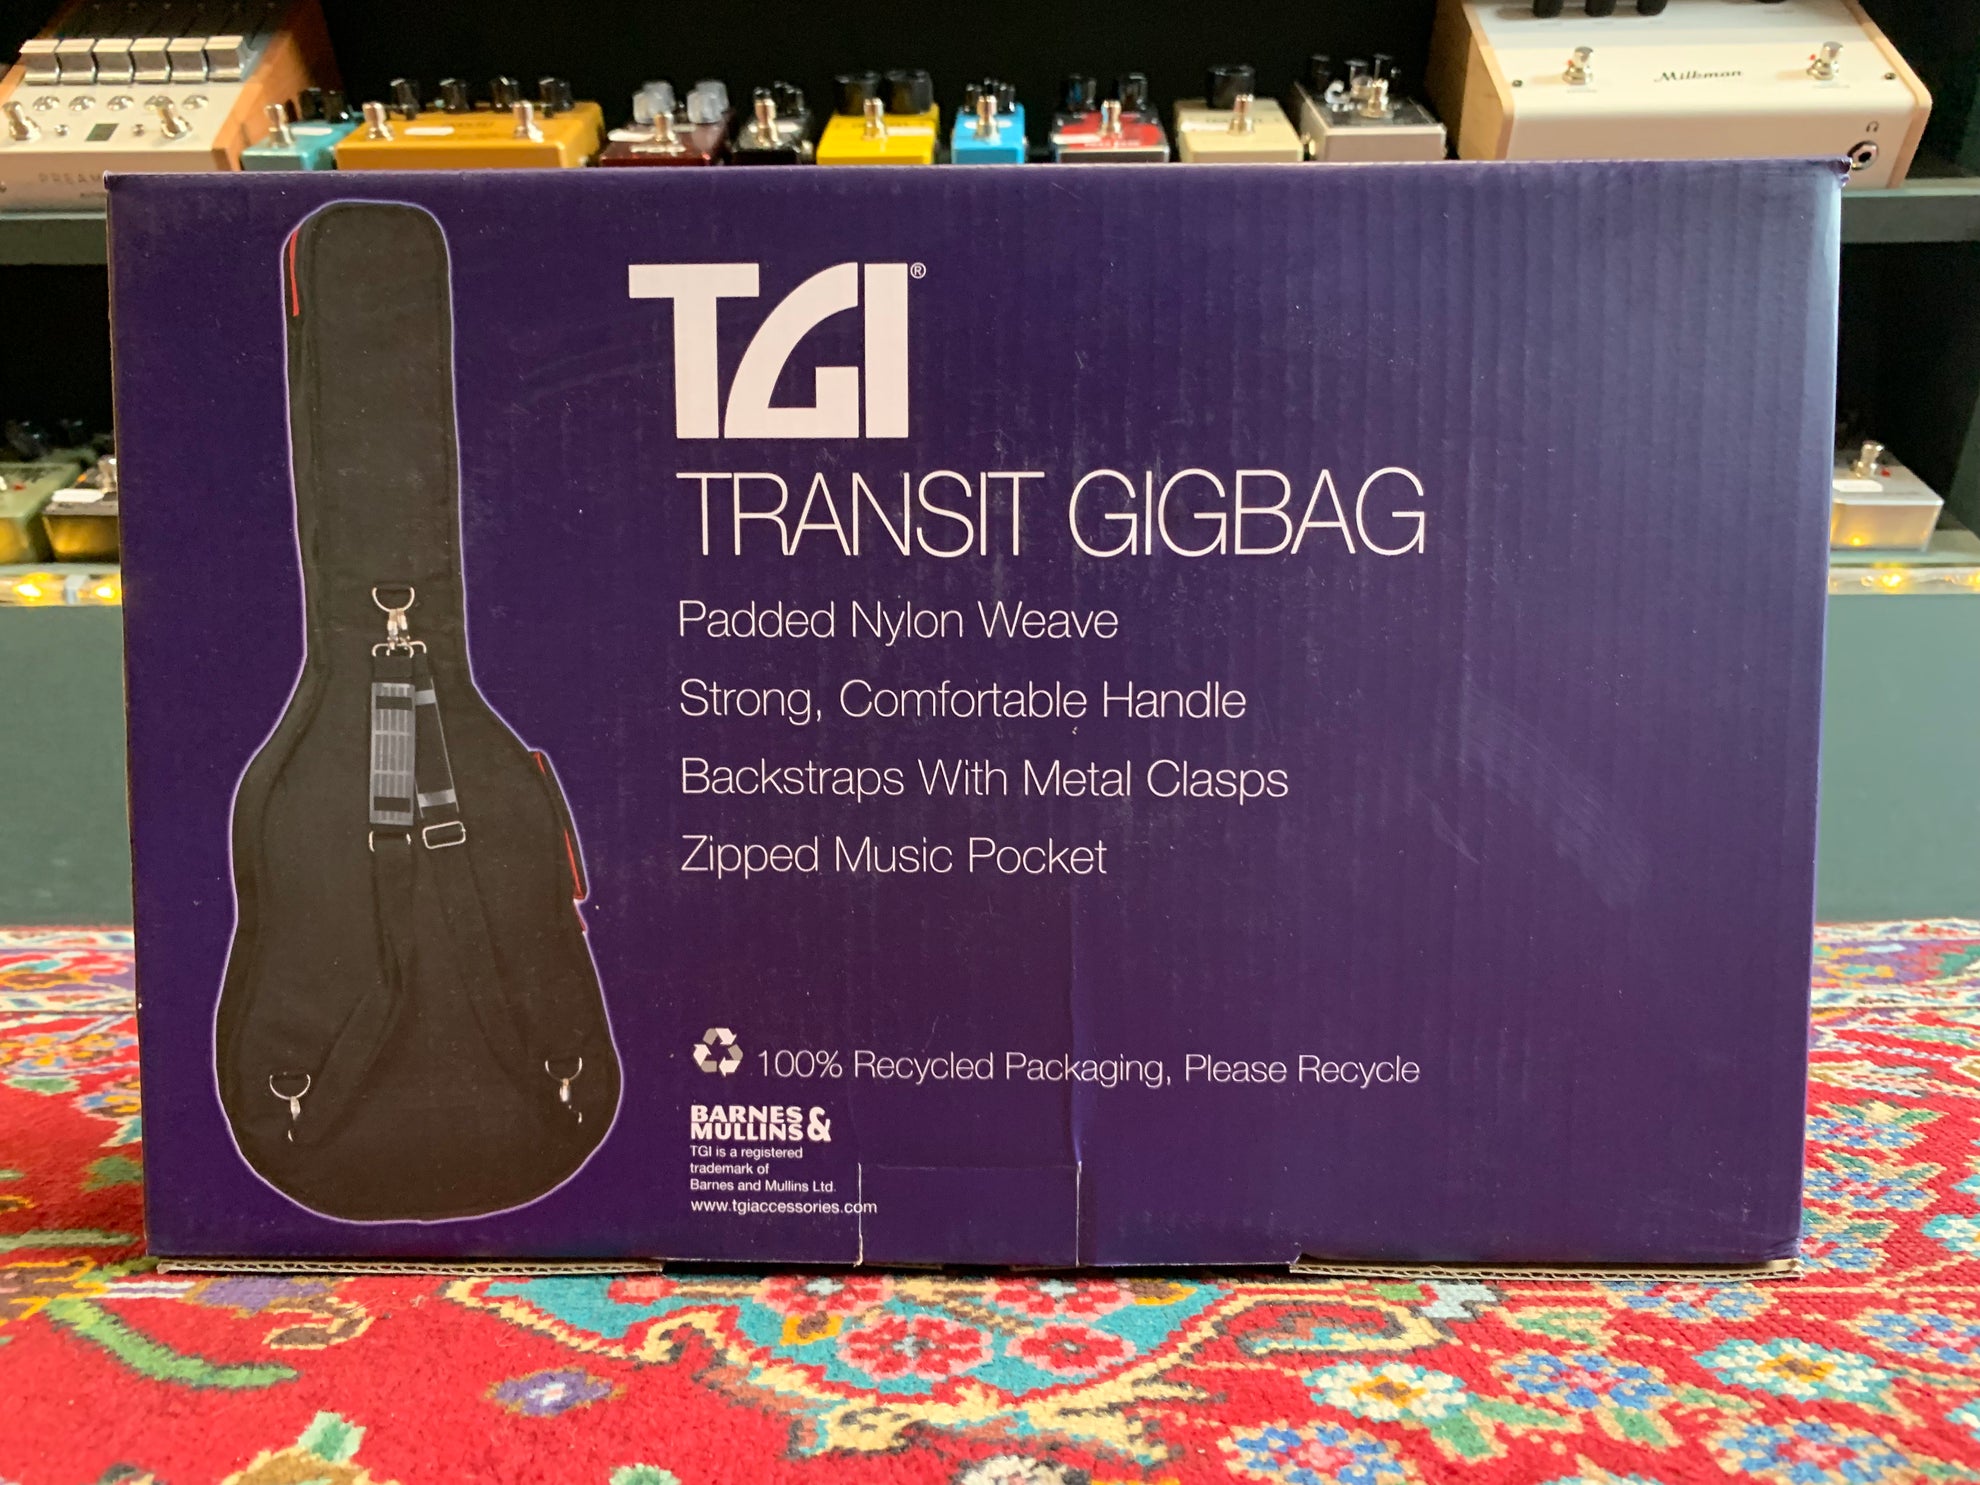 Milkman
PREAM
TGI®
TRANSIT GIGBAG
Padded Nylon Weave
Strong, Comfortable Handle
Backstraps With Metal Clasps
Zipped Music Pocket
100% Recycled Packaging, Please Recycle
BARNES &
MULLINS
TGI is a registered
trademark of
Barnes and Mullins Ltd.
www.tgiaccessories.com